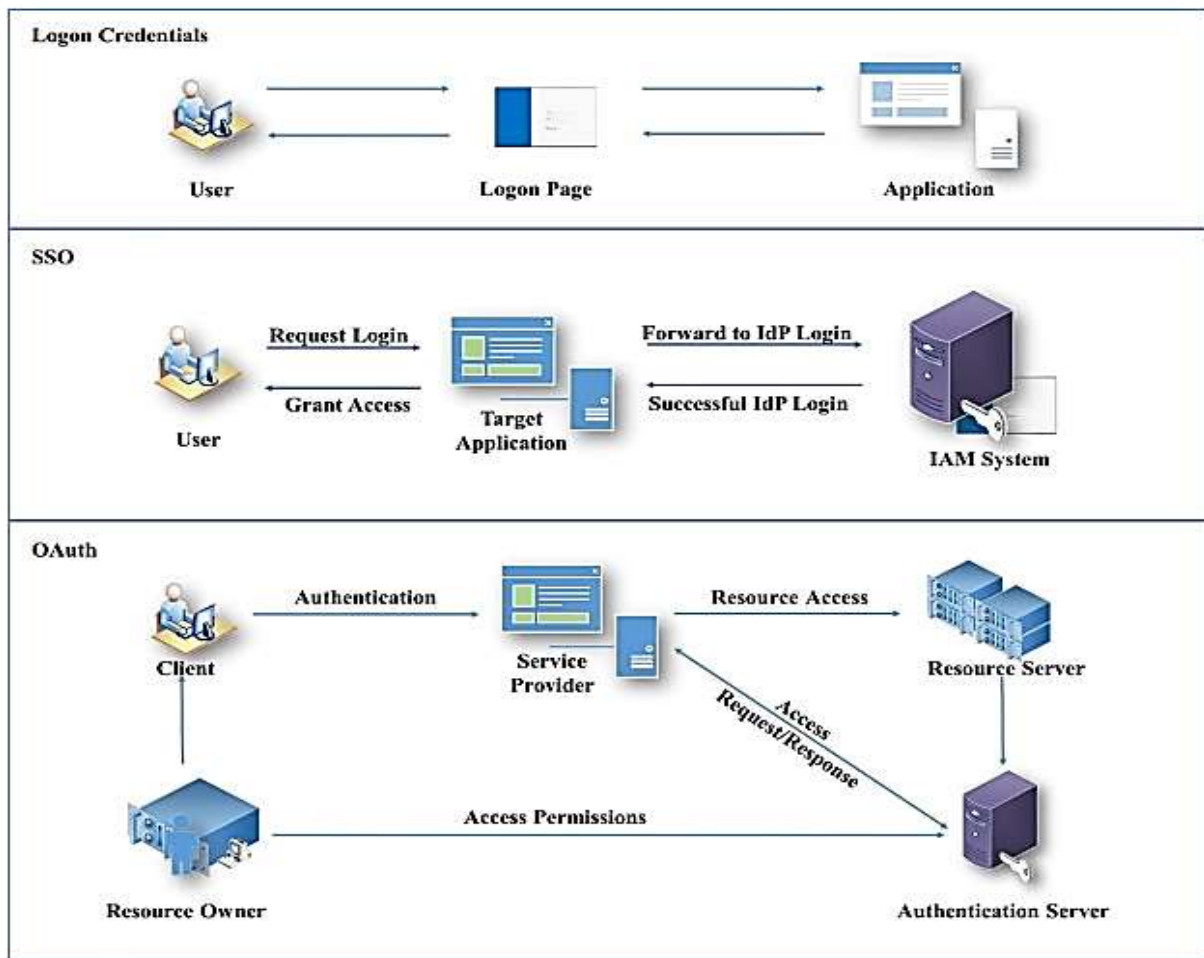 Logon Credentials
User
Logon Page
Application
SSO
Request Login
Forward to IdP Login
Grant Access
Successful IdP Login
User
Target
Application
IAM System
OAuth
Authentication
Resource Access
Client
Service
Provider
Resource Server
Access
Request/Response
Access Permissions
Resource Owner
Authentication Server